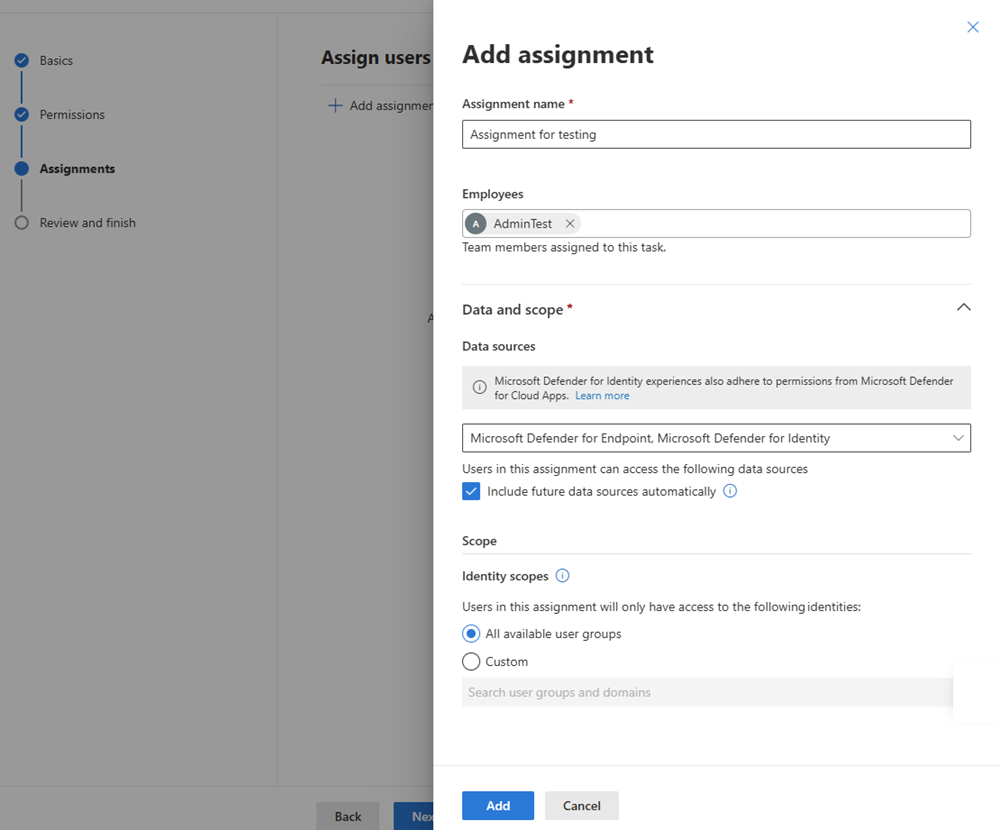 Basics
Permissions
Assignments
Review and finish
Assign users
Add assignmen
Back
Nex
Add assignment
Assignment name *
Assignment for testing
Employees
A AdminTest
Team members assigned to this task.
Data and scope *
Data sources
Microsoft Defender for Identity experiences also adhere to permissions from Microsoft Defender
for Cloud Apps. Learn more
Microsoft Defender for Endpoint, Microsoft Defender for Identity
Users in this assignment can access the following data sources
Include future data sources automatically
Scope
Identity scopes
Users in this assignment will only have access to the following identities:
All available user groups
Custom
Search user groups and domains
Add
Cancel